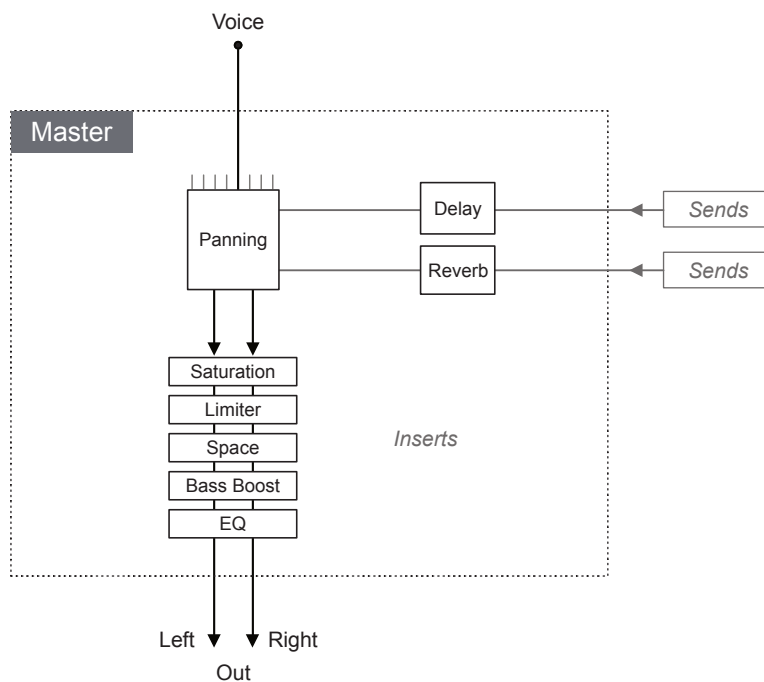 Voice
Master
Delay
Sends
Panning
Reverb
Sends
Saturation
Limiter
Inserts
Space
Bass Boost
EQ
Left
Right
Out